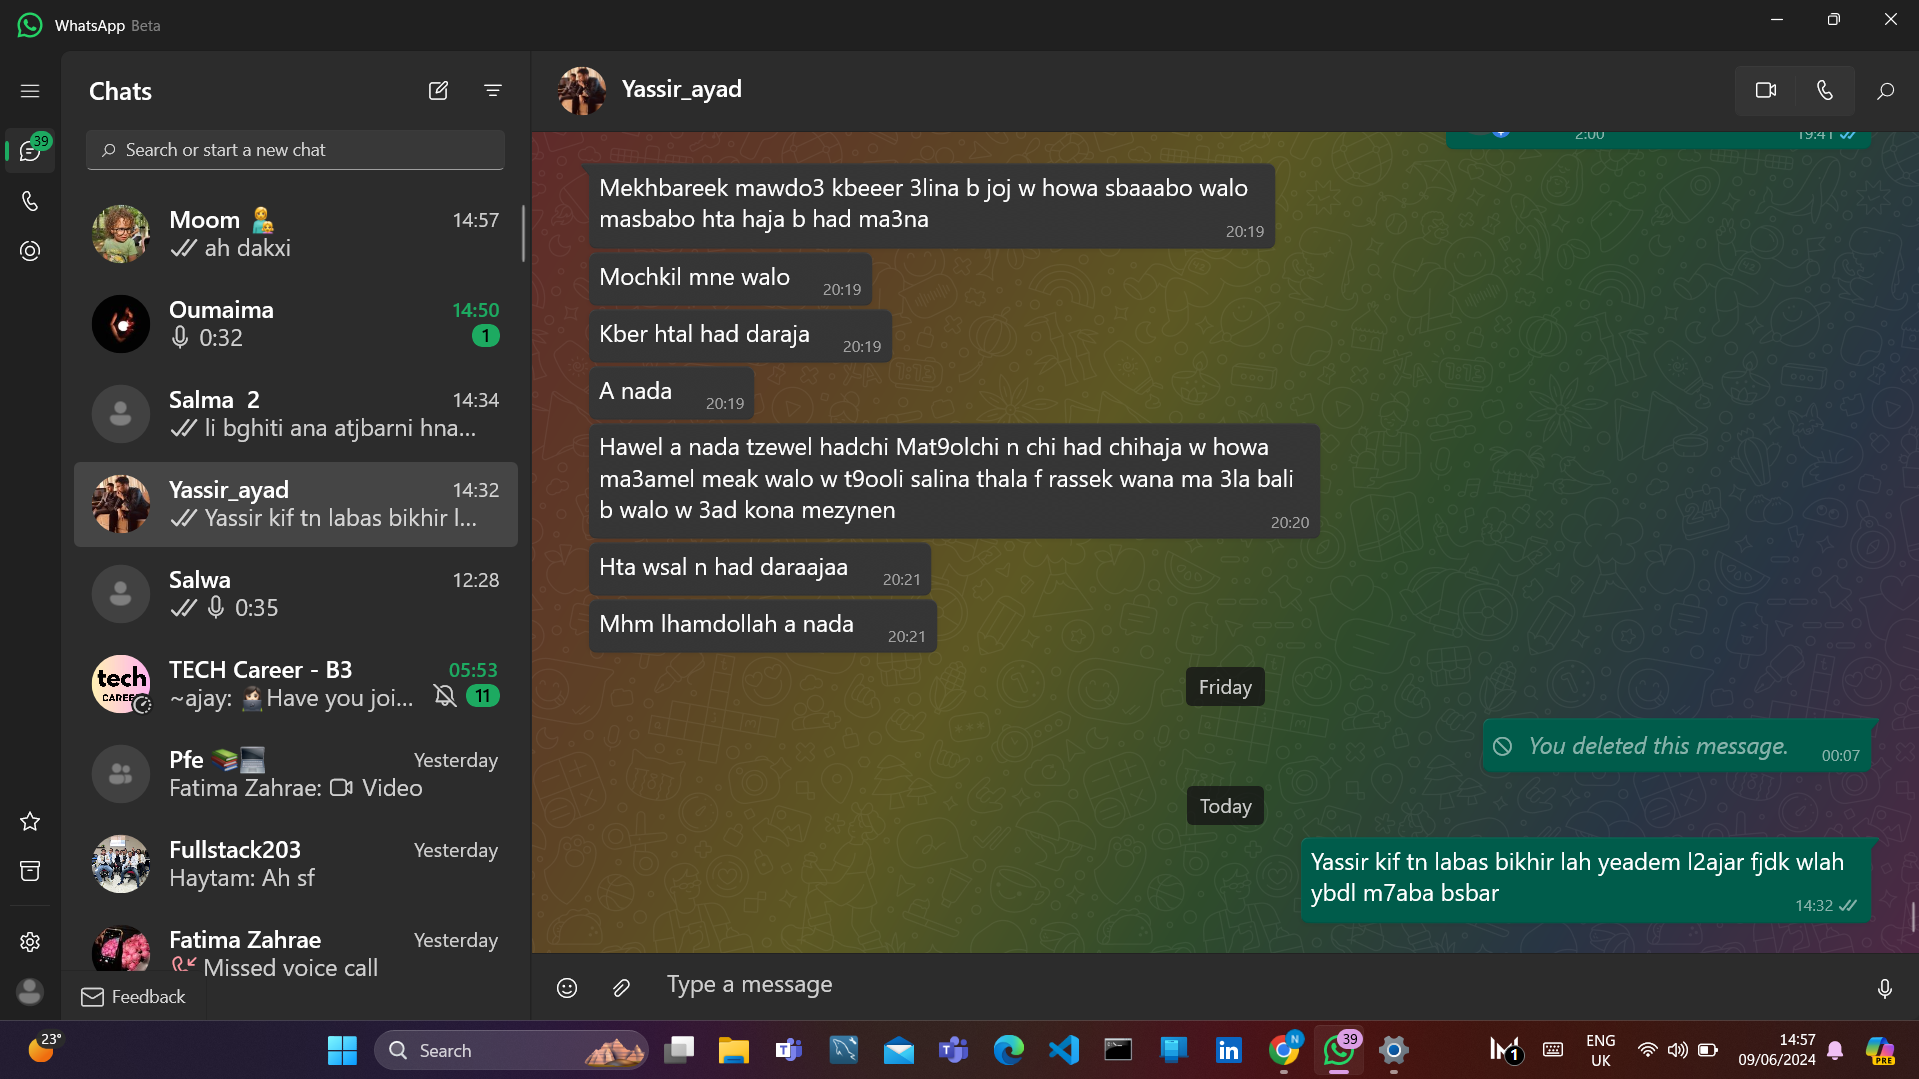 WhatsApp Beta
Chats
39
Search or start a new chat
Moom 14:57
ah dakxi
Oumaima 14:50
0:32 1
Salma 2 14:34
li bghiti ana atjbarni hna...
Yassir_ayad 14:32
Yassir kif tn labas bikhir l...
Salwa 12:28
0:35
tech
CAREE
TECH Career - B3 05:53
~ajay: Have you joi... 11
Pfe Yesterday
Fatima Zahrae: Video
Fullstack203 Yesterday
Haytam: Ah sf
Fatima Zahrae Yesterday
Missed voice call
Feedback
Yassir_ayad
2:00 19:41
Mekhbareek mawdo3 kbeeer 3lina b joj w howa sbaaabo walo
masbabo hta haja b had ma3na
20:19
Mochkil mne walo 20:19
Kber htal had daraja 20:19
A nada 20:19
Hawel a nada tzewel hadchi Mat9olchi n chi had chihaja w howa
ma3amel meak walo w t9ooli salina thala f rassek wana ma 3la bali
b walo w 3ad kona mezynen
20:20
Hta wsal n had daraajaa 20:21
Mhm lhamdollah a nada 20:21
Friday
You deleted this message. 00:07
Today
Yassir kif tn labas bikhir lah yeadem l2ajar fjdk wlah
ybdl m7aba bsbar
14:32
Type a message
23°
Search
N
39
1
ENG
UK
14:57
09/06/2024
PRE